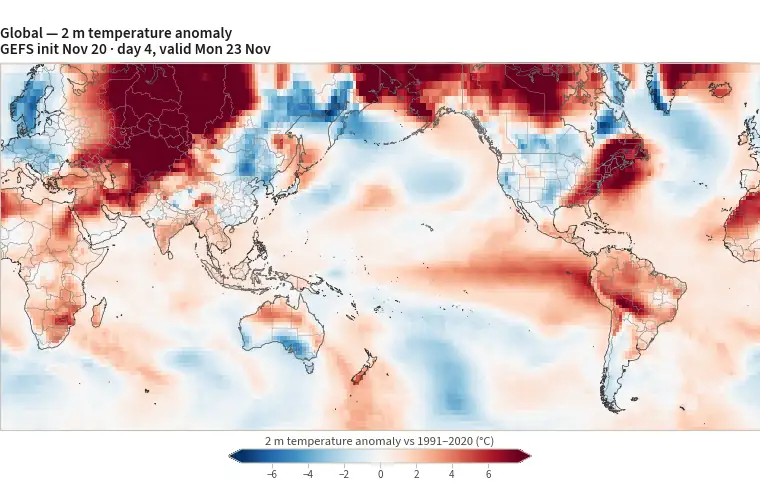 Global — 2 m temperature anomaly
GEFS init Nov 20 · day 4, valid Mon 23 Nov
2 m temperature anomaly vs 1991–2020 (°C)
−6 −4 −2 0 2 4 6